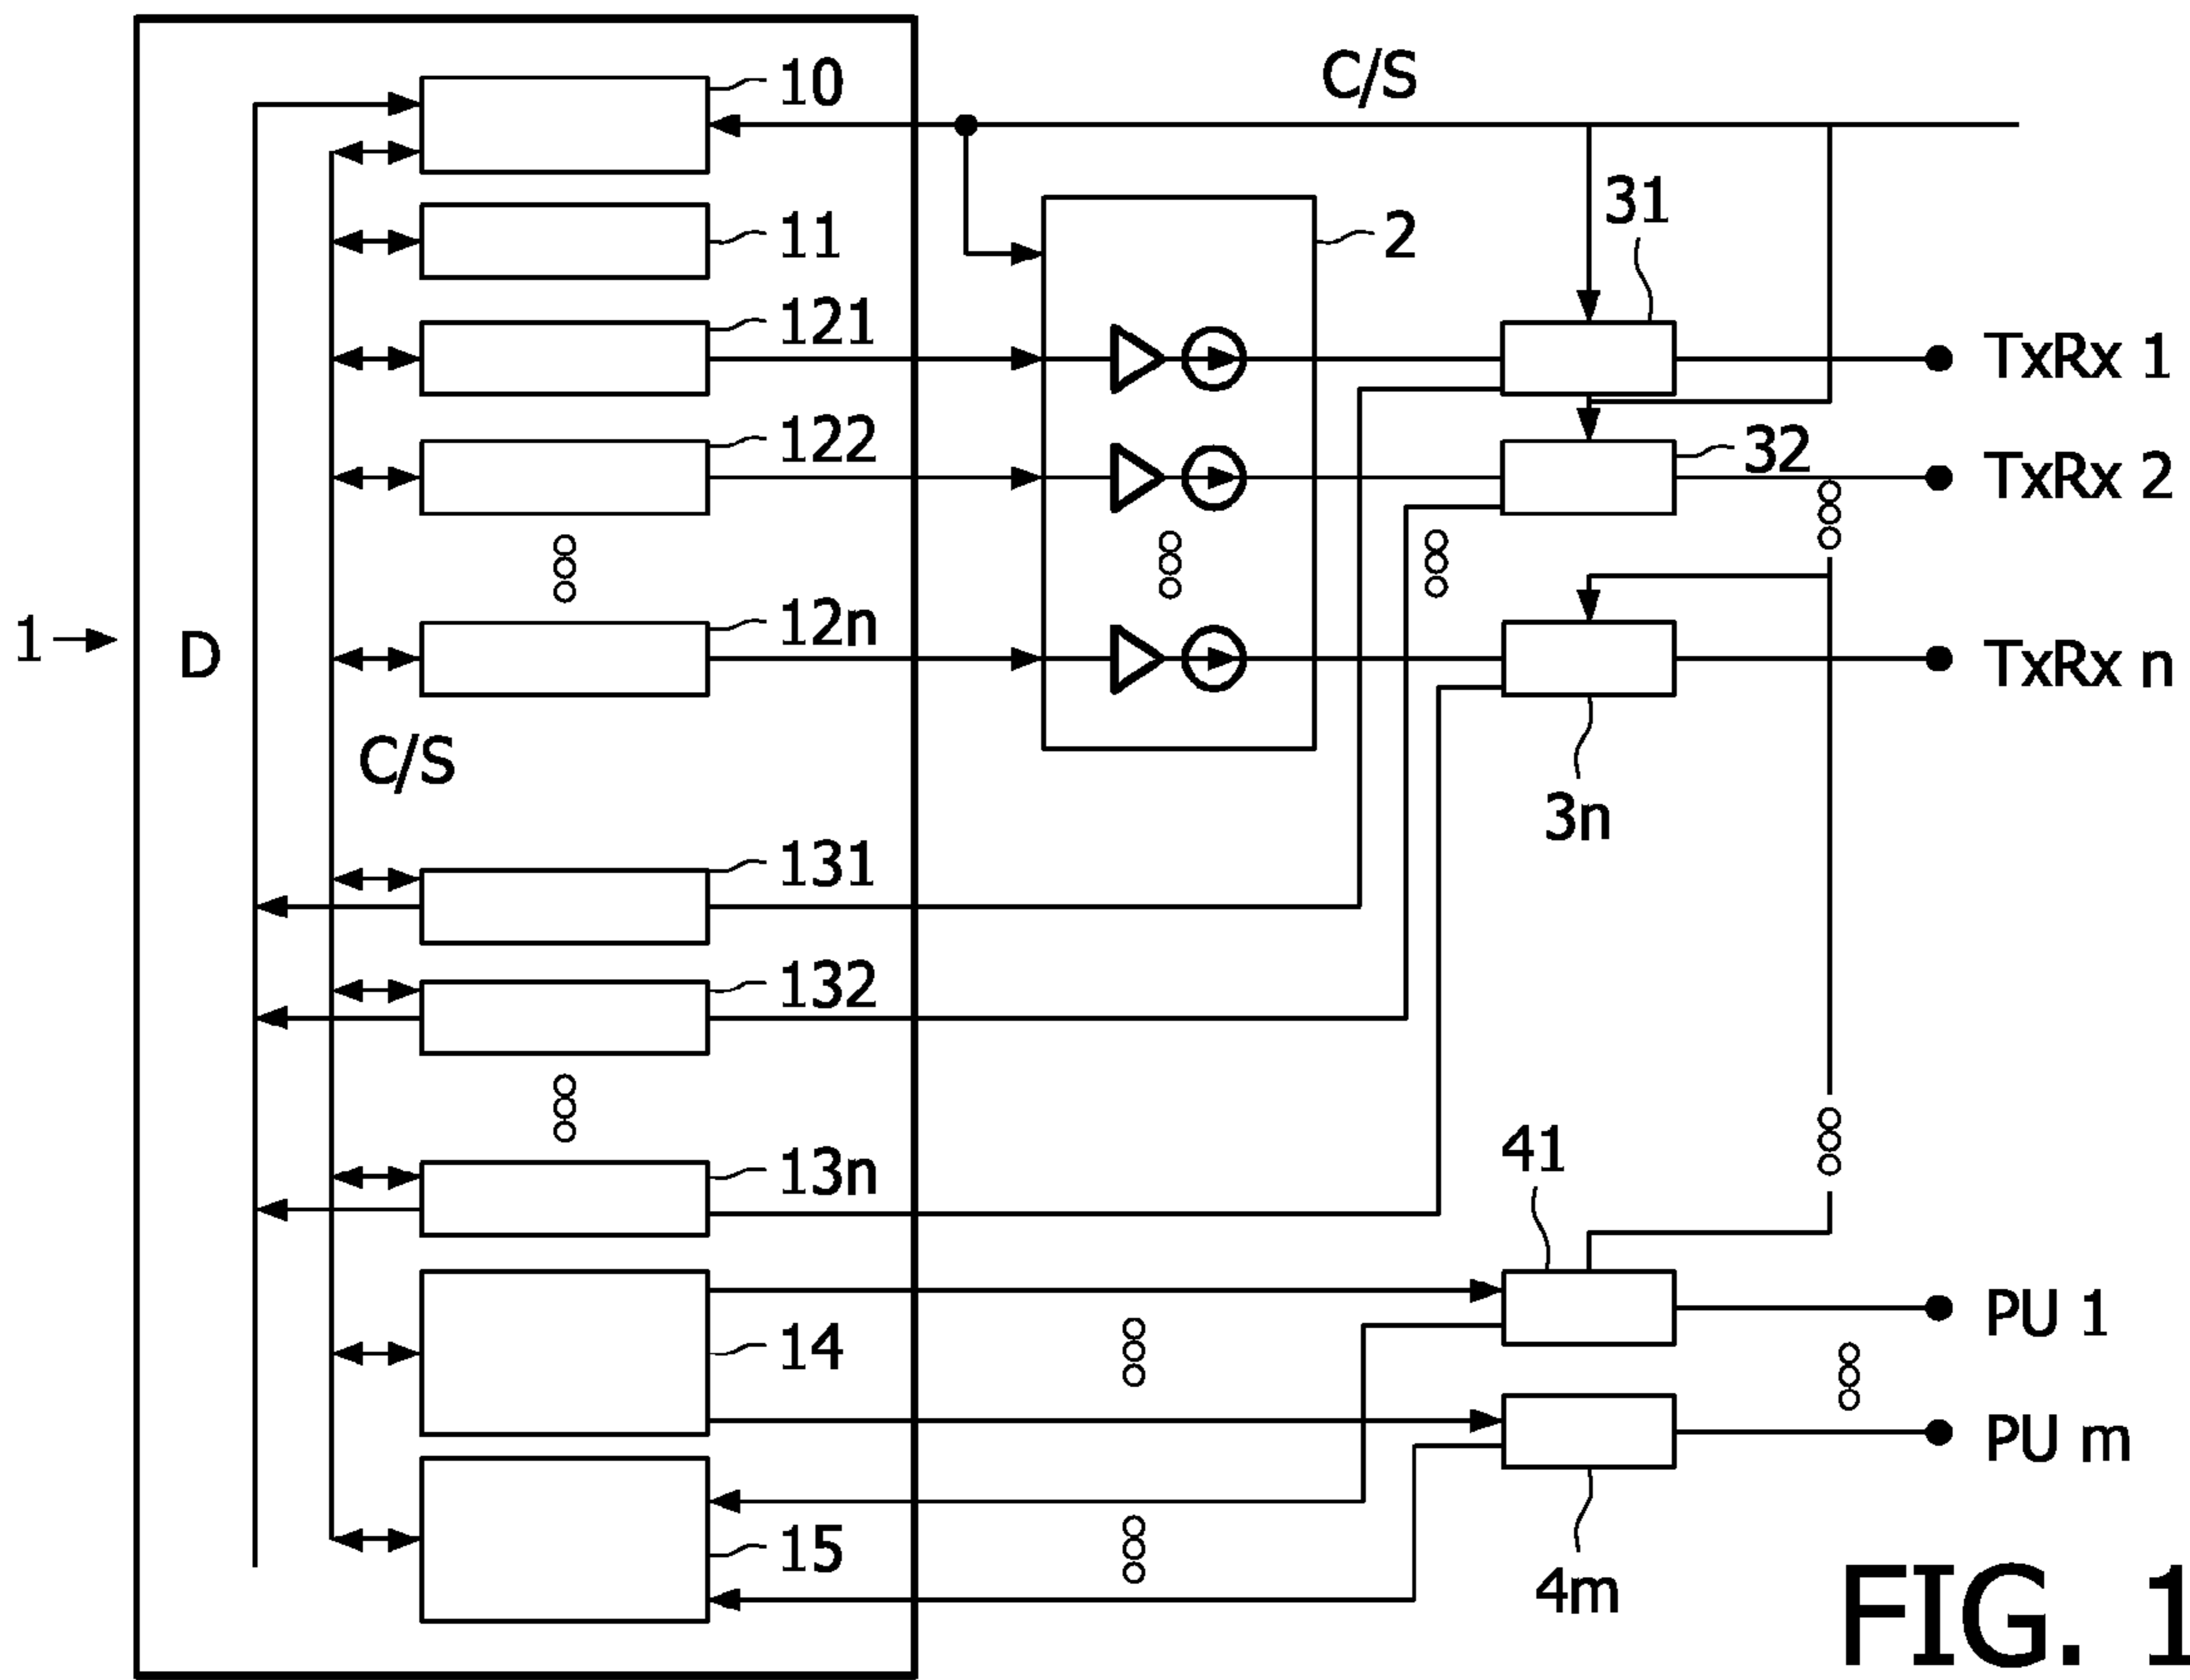 C/S
10
31
11
2
121
TxRx 1
122
32
TxRx 2
12n
1
D
TxRx n
C/S
3n
131
132
41
13n
PU 1
14
PU m
15
4m
FIG. 1